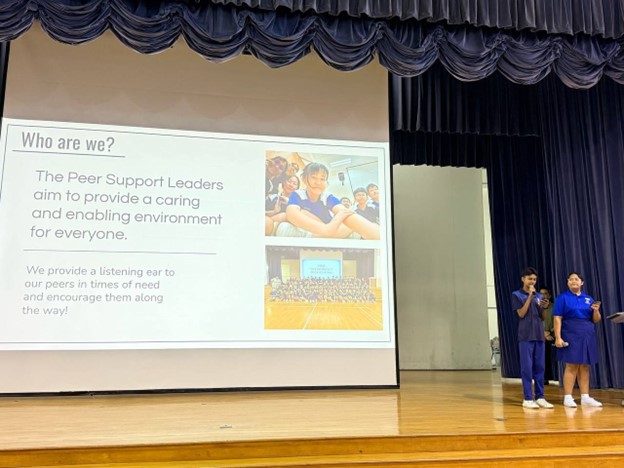 Who are we?
The Peer Support Leaders
aim to provide a caring
and enabling environment
for everyone.
We provide a listening ear to
our peers in times of need
and encourage them along
the way!